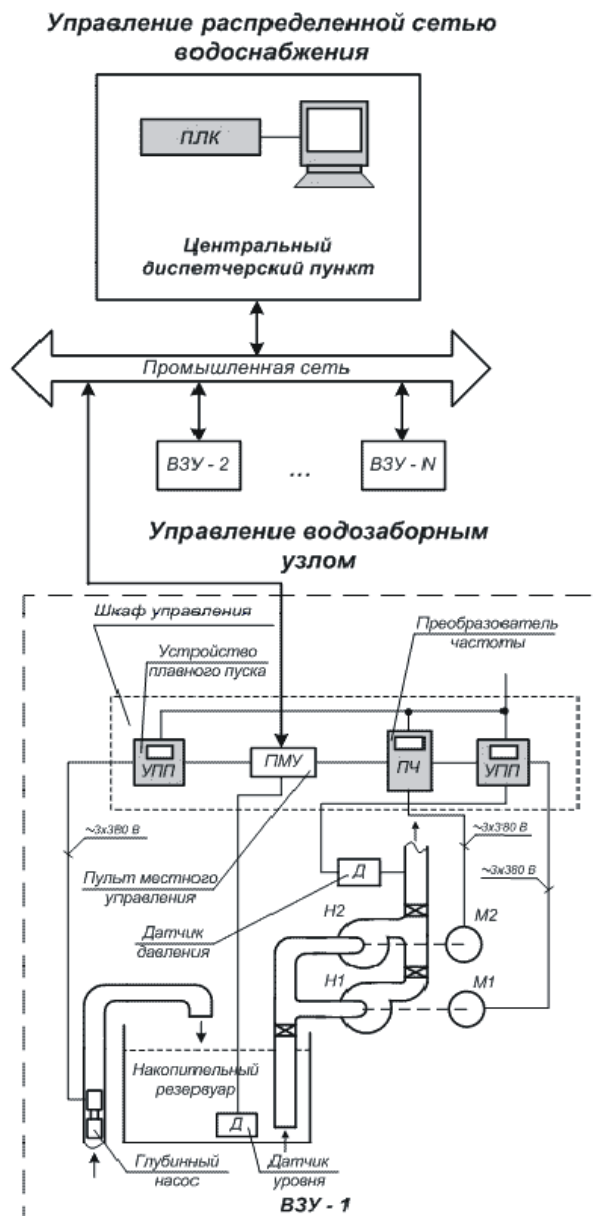 Управление распределенной сетью
водоснабжения
ПЛК
Центральный
диспетчерский пункт
Промышленная сеть
ВЗУ - 2
...
ВЗУ - N
Управление водозаборным
узлом
Шкаф управления
Преобразователь
частоты
Устройство
плавного пуска
УПП
ПМУ
ПЧ
УПП
~3х380 В
~3х380 В
~3х380 В
Пульт местного
управления
Д
Датчик
давления
Н2
М2
Н1
М1
Накопительный
резервуар
Д
Глубинный
насос
Датчик
уровня
ВЗУ - 1